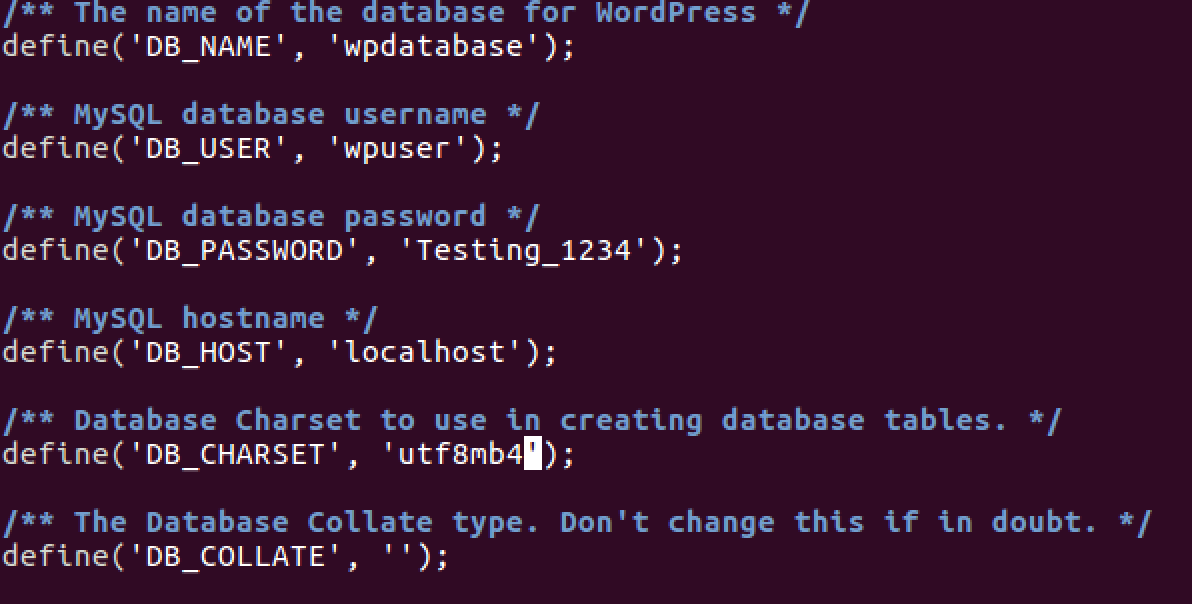 /** The name of the database for WordPress */
define('DB_NAME', 'wpdatabase');
/** MySQL database username */
define('DB_USER', 'wpuser');
/** MySQL database password */
define('DB_PASSWORD', 'Testing_1234');
/** MySQL hostname */
define('DB_HOST', 'localhost');
/** Database Charset to use in creating database tables. */
define('DB_CHARSET', 'utf8mb4');
/** The Database Collate type. Don't change this if in doubt. */
define('DB_COLLATE', '');